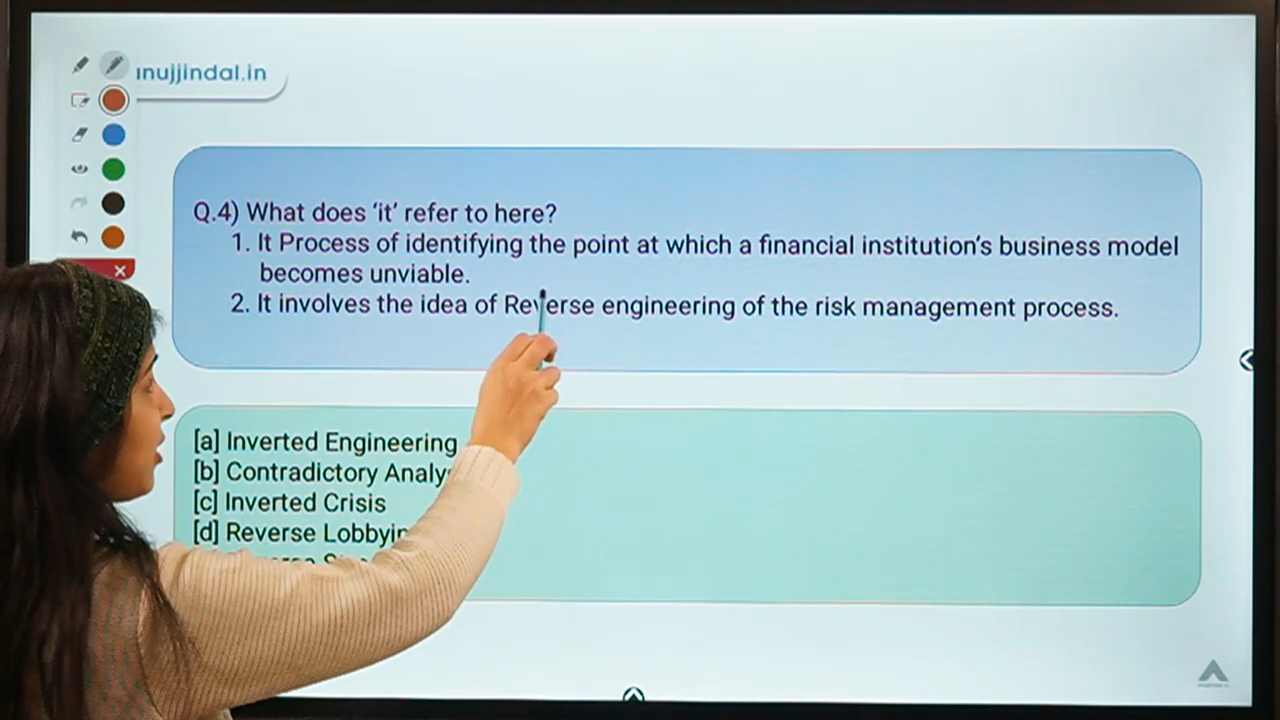 nujjindal.in
Q.4) What does ‘it’ refer to here?
1. It Process of identifying the point at which a financial institution’s business model
becomes unviable.
2. It involves the idea of Reverse engineering of the risk management process.
[a] Inverted Engineering
[b] Contradictory
[c] Inverted Crisis
[d] Reverse